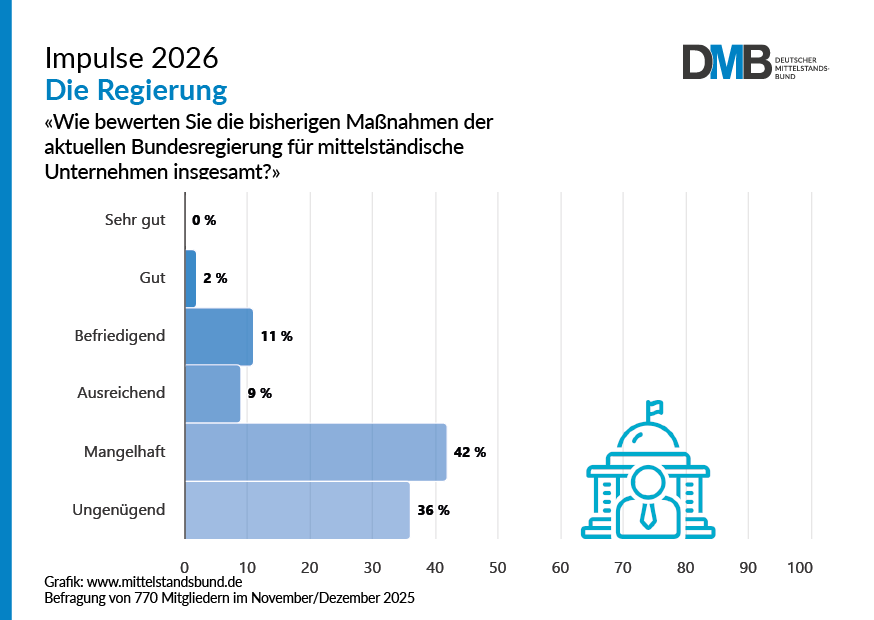 Impulse 2026
Die Regierung
«Wie bewerten Sie die bisherigen Maßnahmen der
aktuellen Bundesregierung für mittelständische
Unternehmen insgesamt?»
DMB DEUTSCHER
MITTELSTANDS-
BUND
Sehr gut 0 %
Gut 2 %
Befriedigend 11 %
Ausreichend 9 %
Mangelhaft 42 %
Ungenügend 36 %
0 10 20 30 40 50 60 70 80 90 100
Grafik: www.mittelstandsbund.de
Befragung von 770 Mitgliedern im November/Dezember 2025